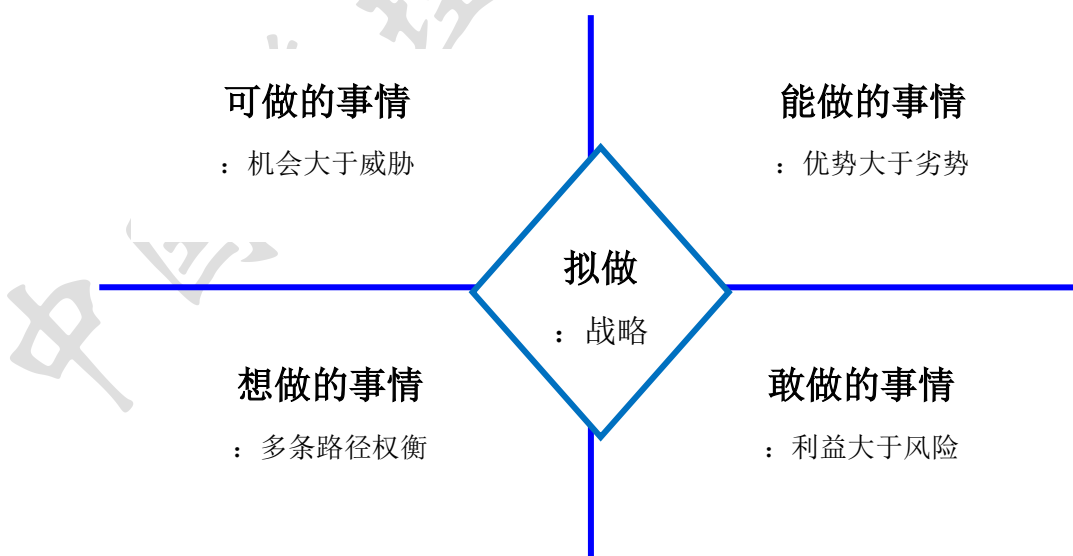 可做的事情
：机会大于威胁
能做的事情
：优势大于劣势
拟做
：战略
想做的事情
：多条路径权衡
敢做的事情
：利益大于风险